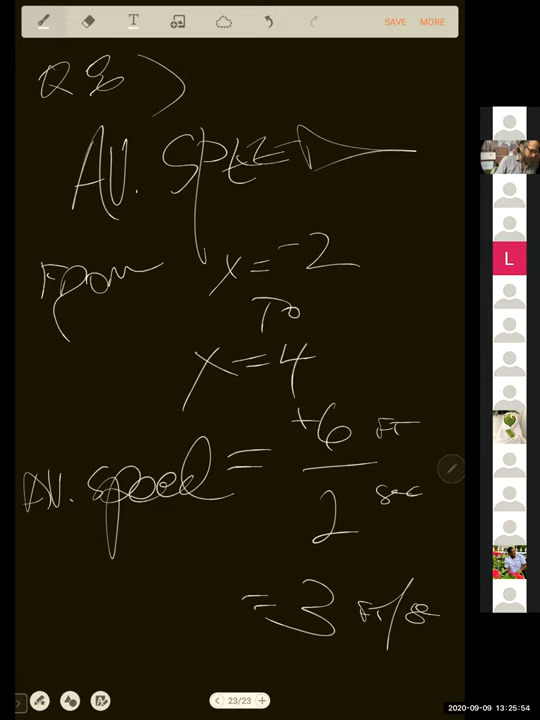 SAVE MORE
Q8)
AV. SPEED
From x = -2
To
x = 4
AV. speed = +6 FT
2 sec
= 3 FT/s
L
23/23
2020-09-09 13:25:54